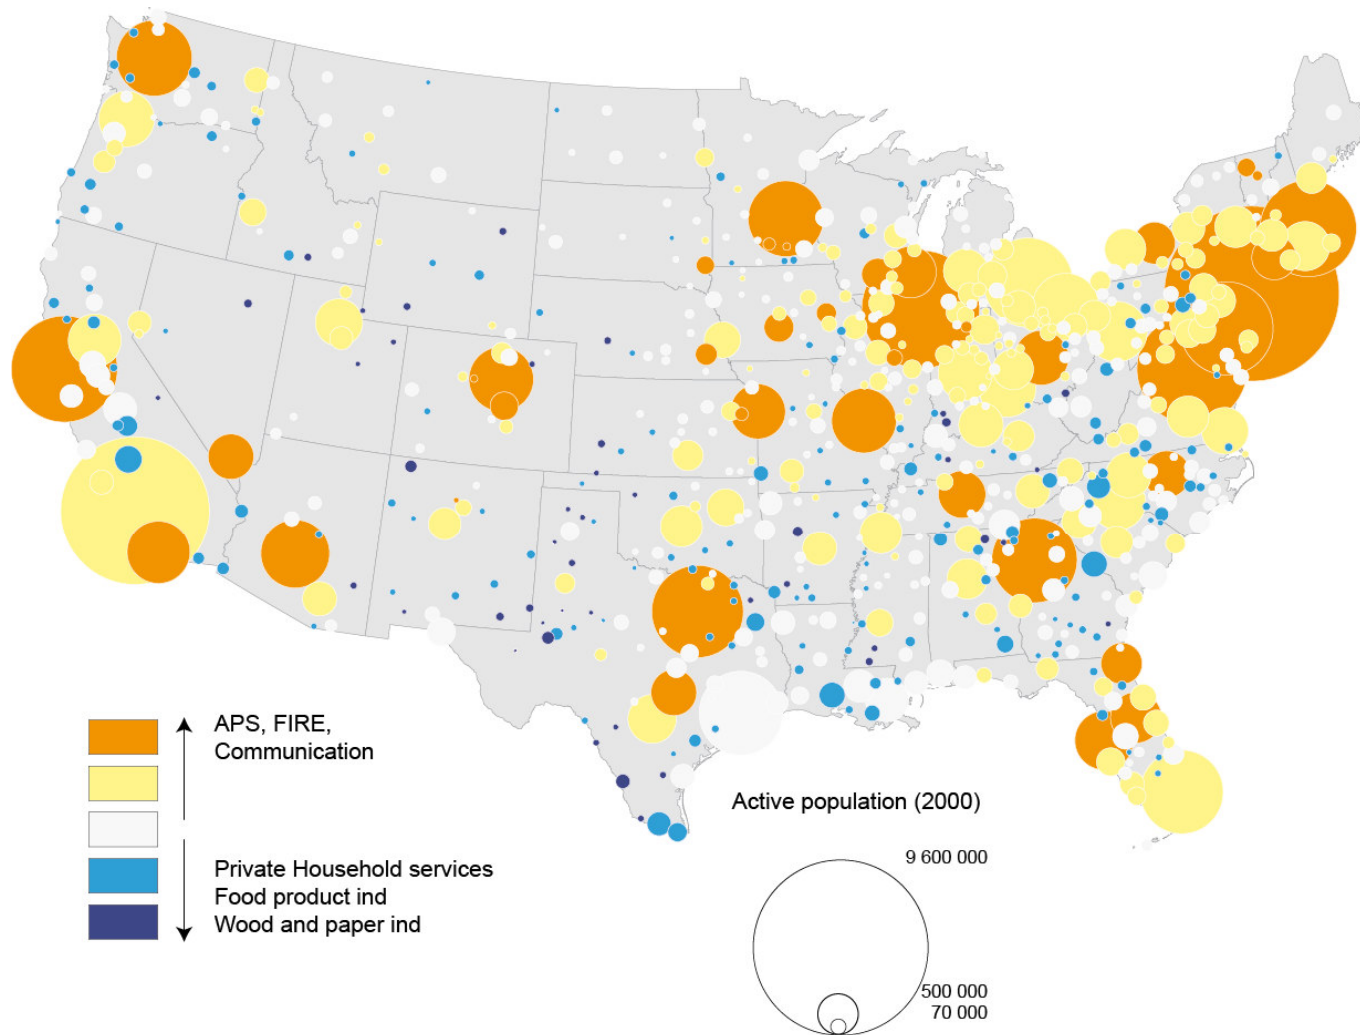 APS, FIRE,
Communication
Private Household services
Food product ind
Wood and paper ind
Active population (2000)
9 600 000
500 000
70 000